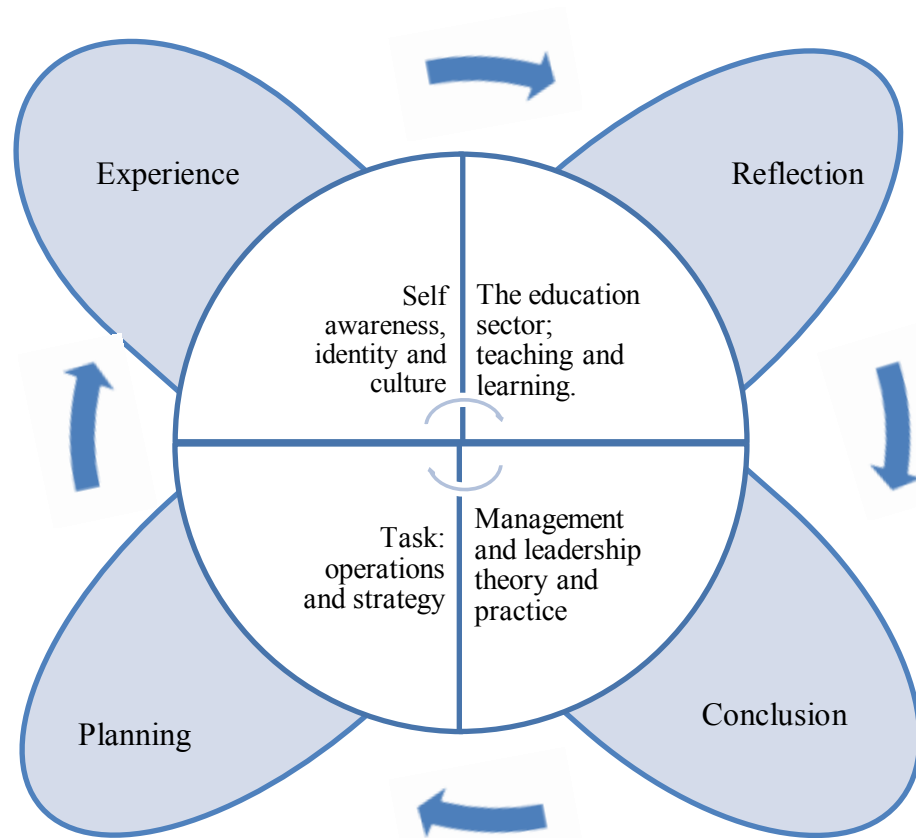 Experience
Reflection
Self
awareness,
identity and
culture
The education
sector;
teaching and
learning.
Task:
operations
and strategy
Management
and leadership
theory and
practice
Planning
Conclusion